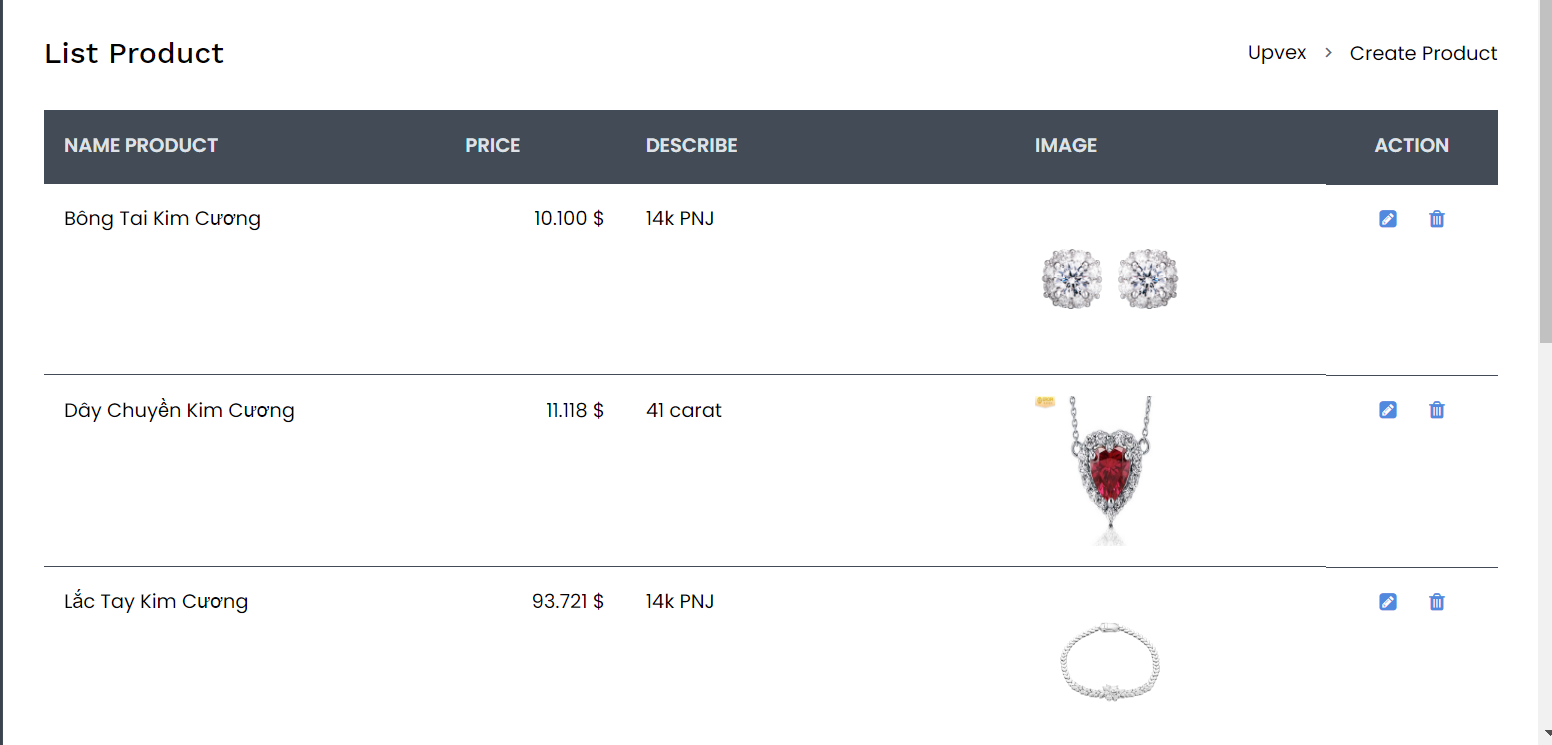 List Product
Upvex > Create Product
NAME PRODUCT PRICE DESCRIBE IMAGE ACTION
Bông Tai Kim Cương 10.100 $ 14k PNJ
Dây Chuyền Kim Cương 11.118 $ 41 carat
Lắc Tay Kim Cương 93.721 $ 14k PNJ